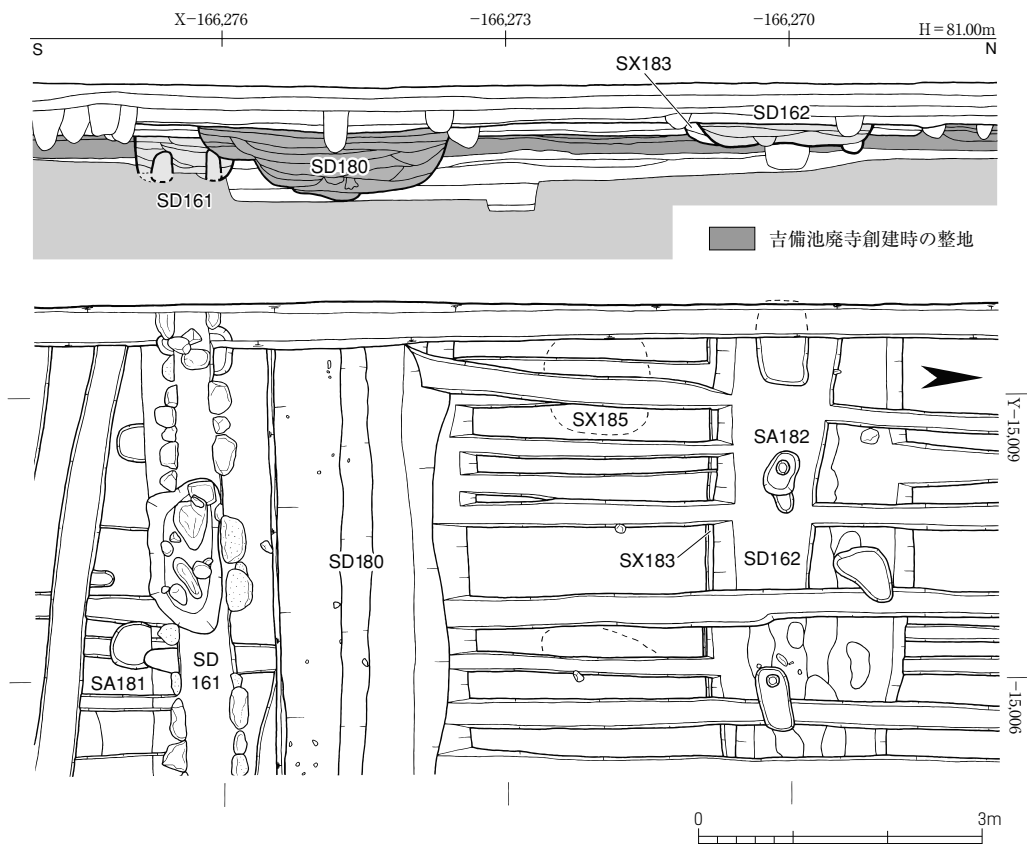 X−166,276
−166,273
−166,270
H=81.00m
S
N
SX183
SD162
SD180
SD161
吉備池廃寺創建時の整地
SX185
Y−15,009
SA182
SD180
SX183
SD162
SD
161
SA181
−15,006
0
3m